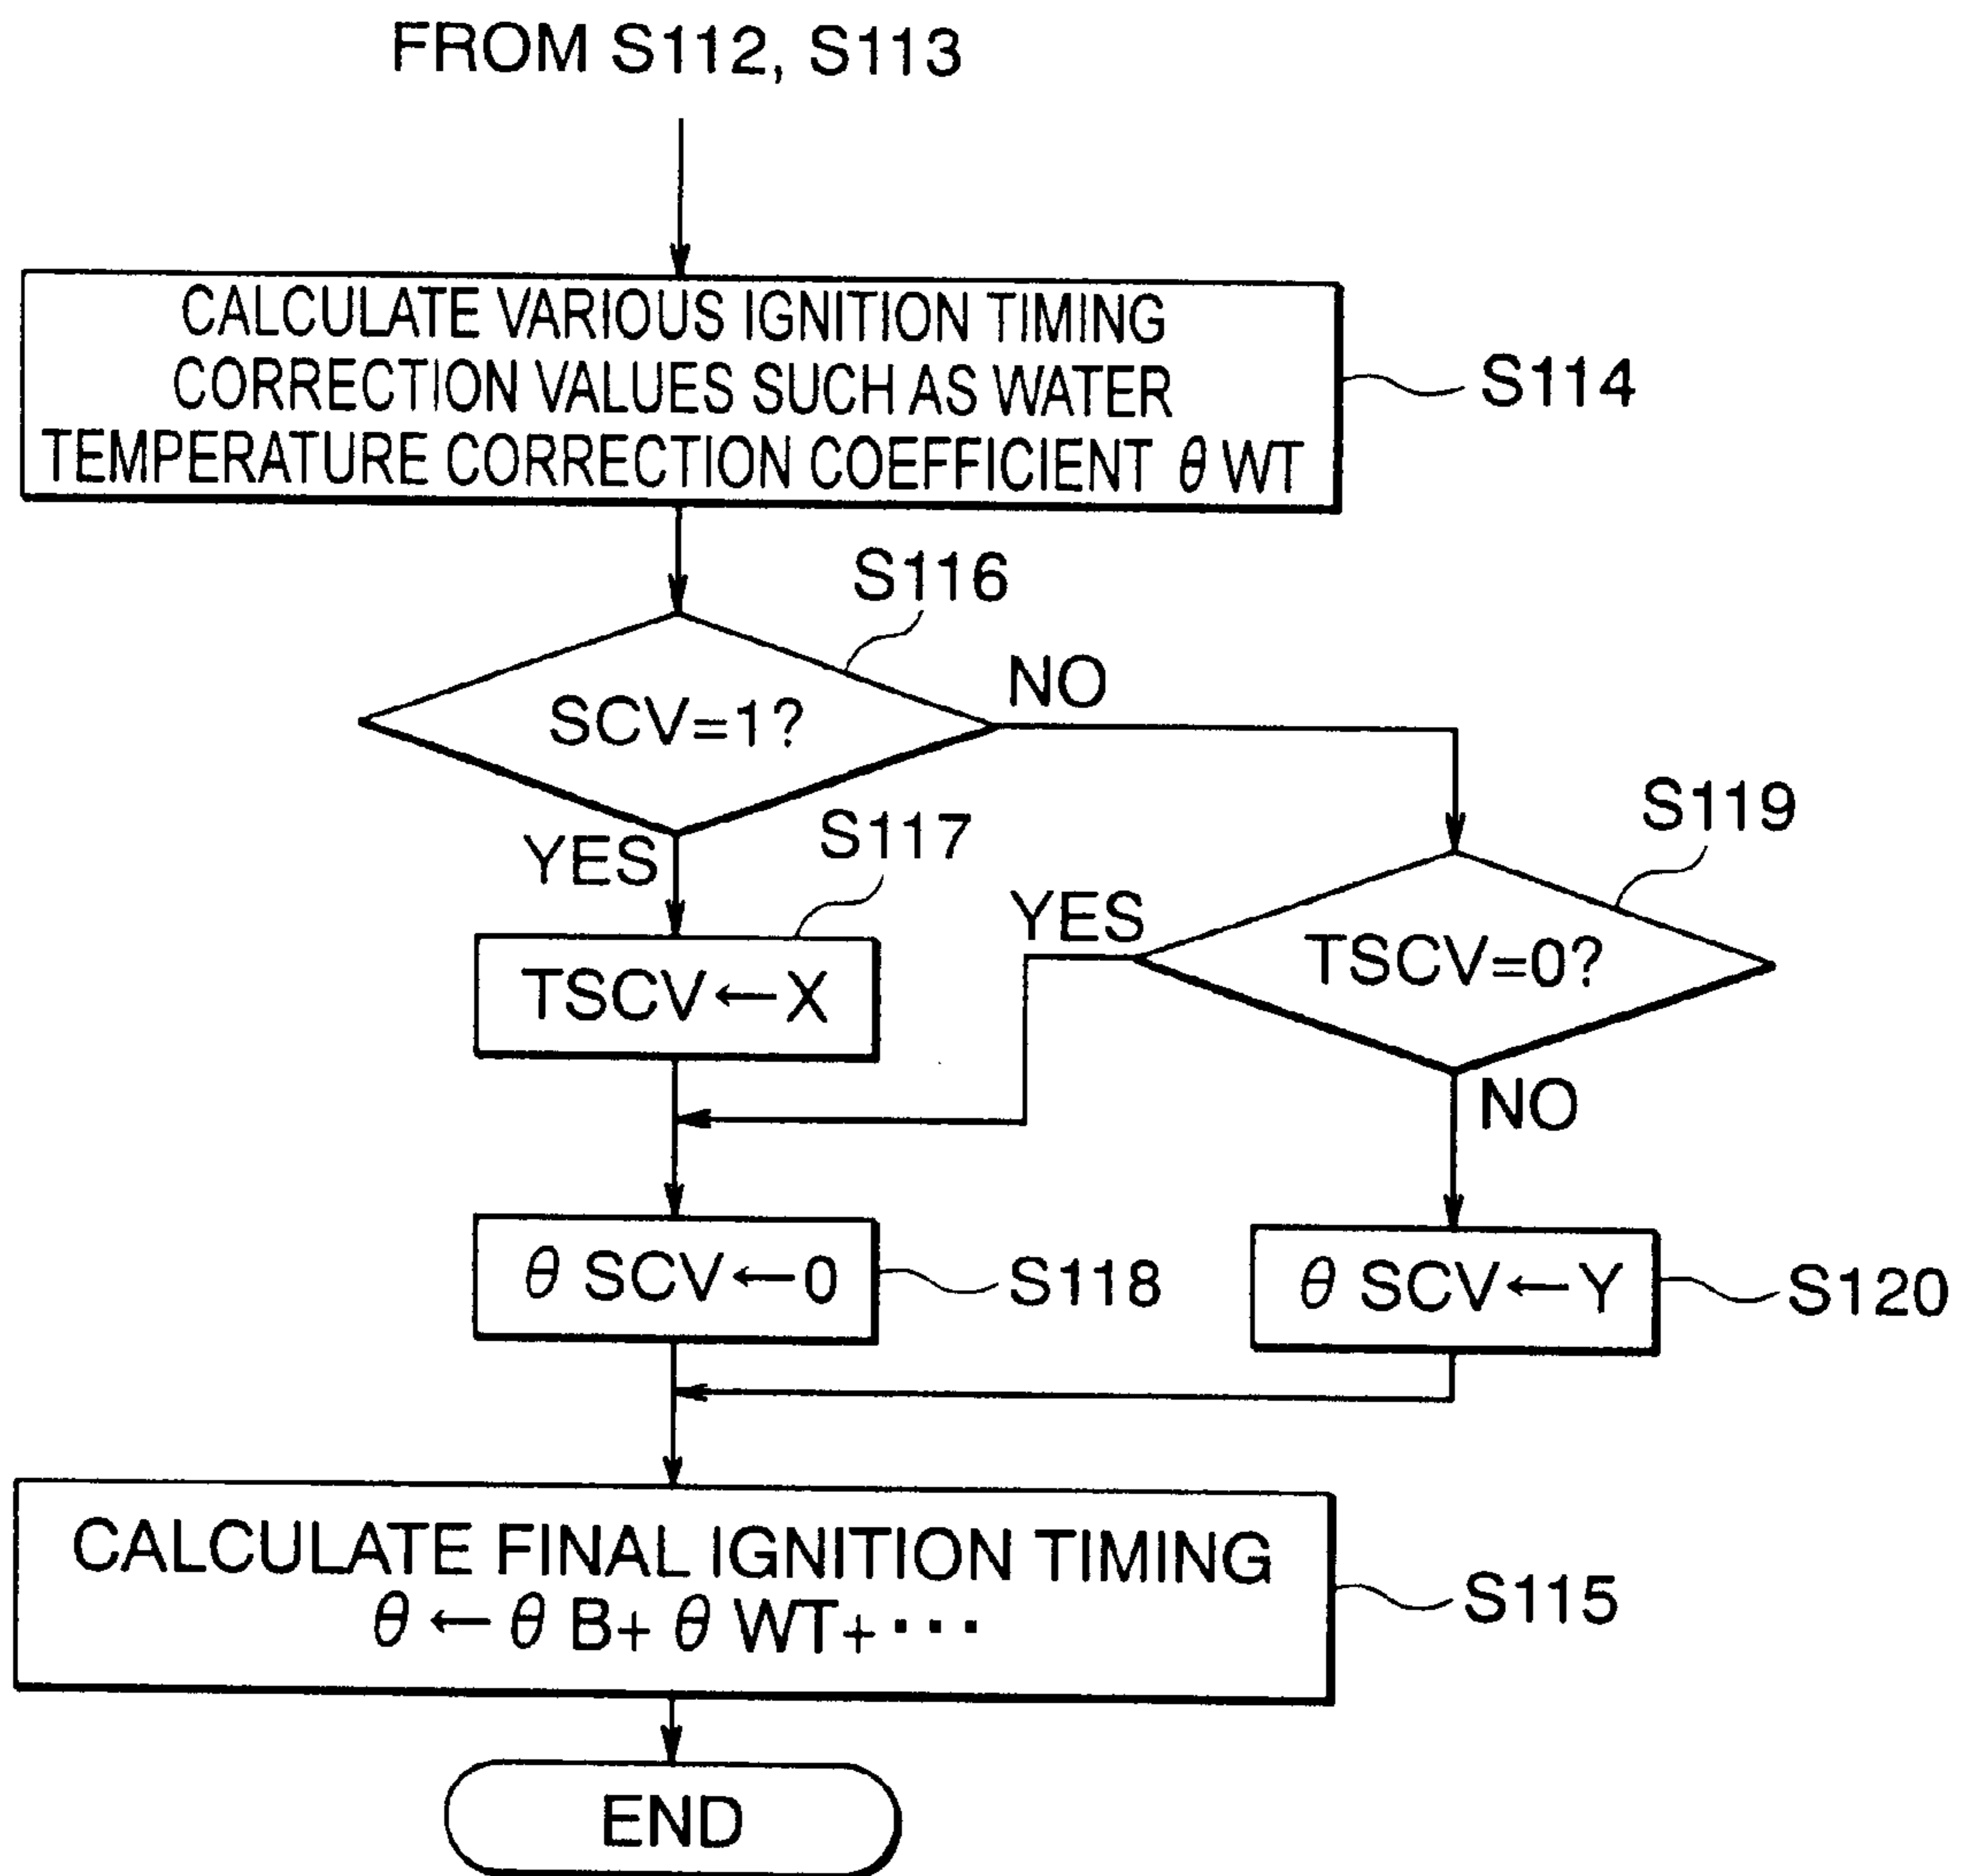 FROM S112, S113
CALCULATE VARIOUS IGNITION TIMING
CORRECTION VALUES SUCH AS WATER
TEMPERATURE CORRECTION COEFFICIENT θ WT
S114
S116
SCV=1?
NO
YES
S117
S119
TSCV←X
YES
TSCV=0?
NO
θ SCV←0
S118
θ SCV←Y
S120
CALCULATE FINAL IGNITION TIMING
θ ← θ B+ θ WT+···
S115
END